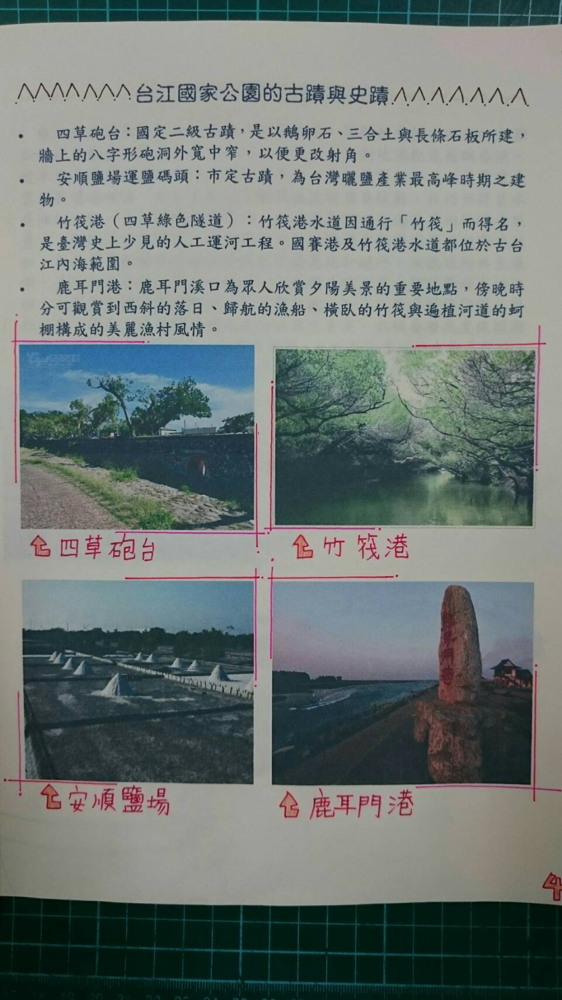 台江國家公園的古蹟與史蹟
• 四草砲台：國定二級古蹟，是以鵝卵石、三合土與長條石板所建，
牆上的八字形砲洞外寬中窄，以便更改射角。
• 安順鹽場運鹽碼頭：市定古蹟，為台灣曬鹽產業最高峰時期之建
物。
• 竹筏港（四草綠色隧道）：竹筏港水道因通行「竹筏」而得名，
是臺灣史上少見的人工運河工程。國賽港及竹筏港水道都位於古台
江內海範圍。
• 鹿耳門港：鹿耳門溪口為眾人欣賞夕陽美景的重要地點，傍晚時
分可觀賞到西斜的落日、歸航的漁船、橫臥的竹筏與遍植河道的蚵
棚構成的美麗漁村風情。
四草砲台
竹筏港
安順鹽場
鹿耳門港
4